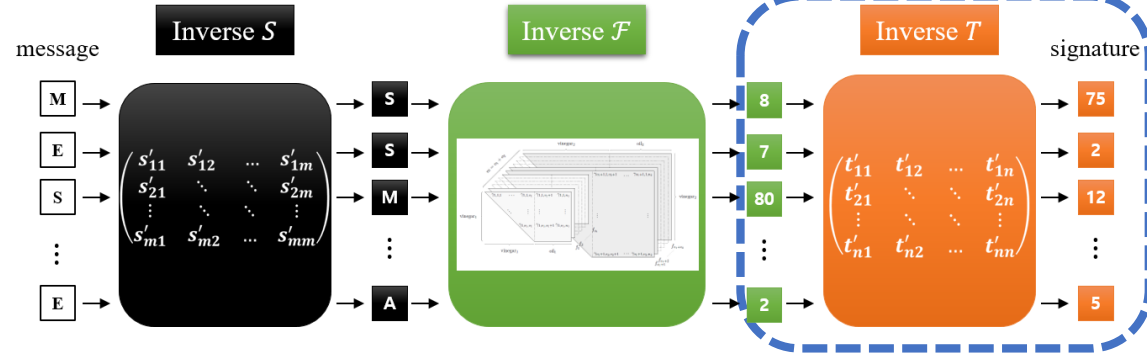 Inverse S
Inverse ℱ
Inverse T
message
signature
M
S
8
75
E
S
7
2
S
M
80
12
⋮
⋮
⋮
⋮
E
A
2
5
s′₁₁ s′₁₂ … s′₁ₘ
s′₂₁ ⋱ ⋱ s′₂ₘ
⋮ ⋱ ⋱ ⋮
s′ₘ₁ s′ₘ₂ … s′ₘₘ
t′₁₁ t′₁₂ … t′₁ₙ
t′₂₁ ⋱ ⋱ t′₂ₙ
⋮ ⋱ ⋱ ⋮
t′ₙ₁ t′ₙ₂ … t′ₙₙ